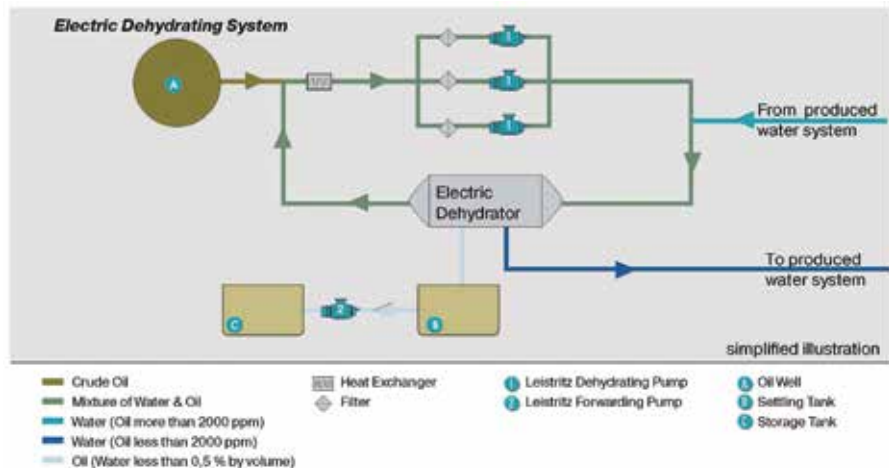 Electric Dehydrating System
A
1
1
1
From produced
water system
Electric
Dehydrator
To produced
water system
C
2
B
simplified illustration
Crude Oil
Mixture of Water & Oil
Water (Oil more than 2000 ppm)
Water (Oil less than 2000 ppm)
Oil (Water less than 0,5 % by volume)
Heat Exchanger
Filter
1 Leistritz Dehydrating Pump
2 Leistritz Forwarding Pump
A Oil Well
B Settling Tank
C Storage Tank